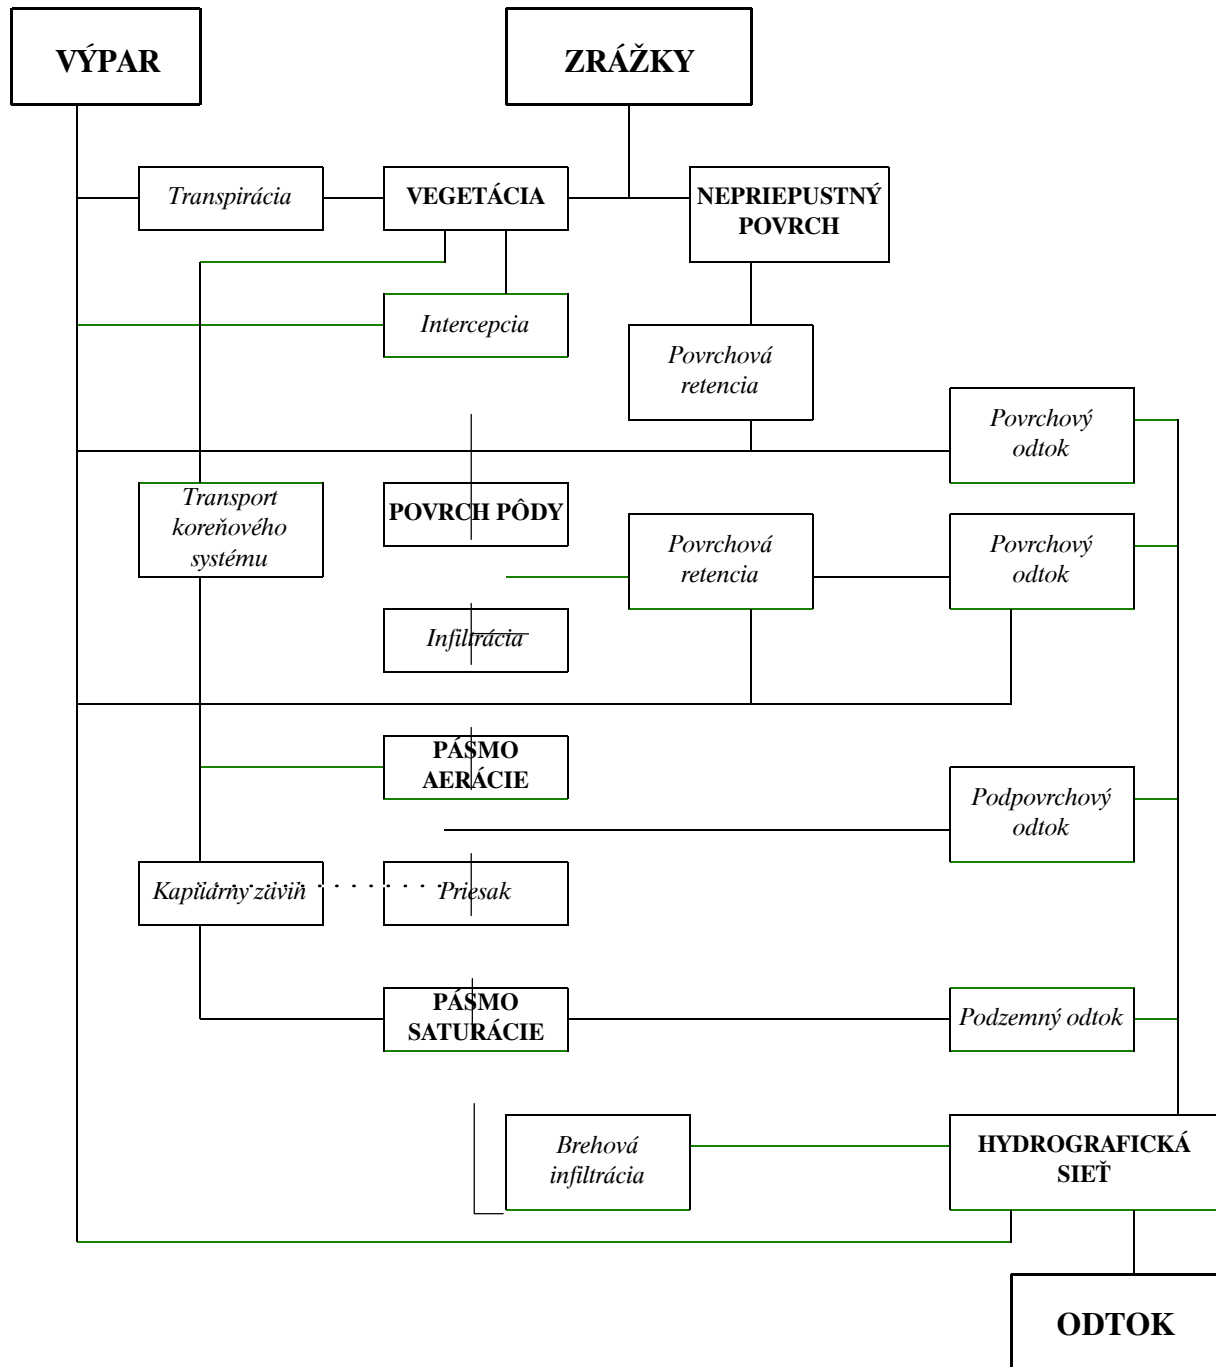 VÝPAR
ZRÁŽKY
Transpirácia
VEGETÁCIA
NEPRIEPUSTNÝ
POVRCH
Intercepcia
Povrchová
retencia
Povrchový
odtok
Transport
koreňového
systému
POVRCH PÔDY
Povrchová
retencia
Povrchový
odtok
Infiltrácia
PÁSMO
AERÁCIE
Podpovrchový
odtok
Kapilárny
Priesak
PÁSMO
SATURÁCIE
Podzemný odtok
Brehová
infiltrácia
HYDROGRAFICKÁ
SIEŤ
ODTOK